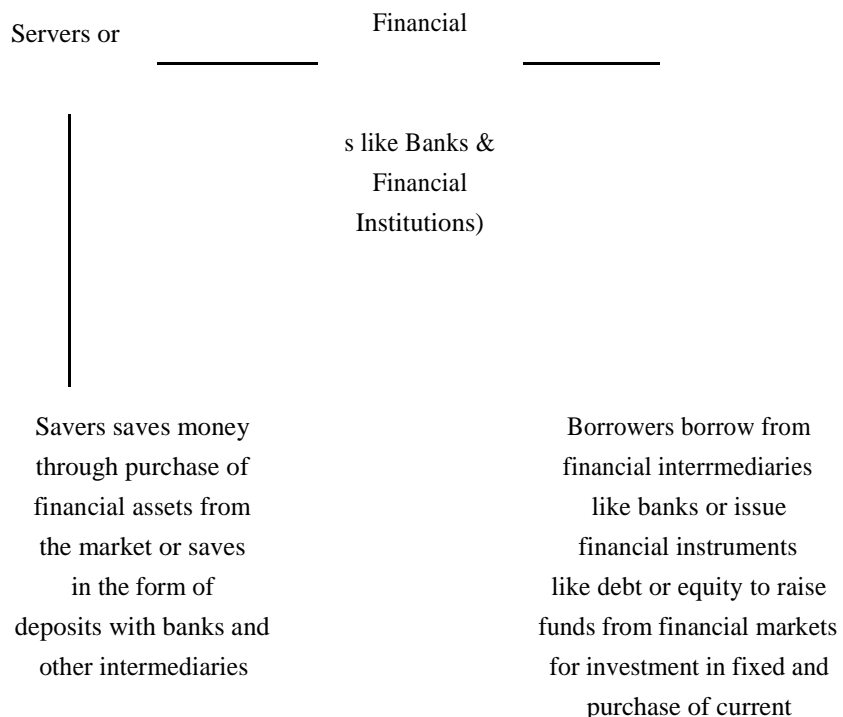 Servers or
Financial
s like Banks &
Financial
Institutions)
Savers saves money
through purchase of
financial assets from
the market or saves
in the form of
deposits with banks and
other intermediaries
Borrowers borrow from
financial interrmediaries
like banks or issue
financial instruments
like debt or equity to raise
funds from financial markets
for investment in fixed and
purchase of current